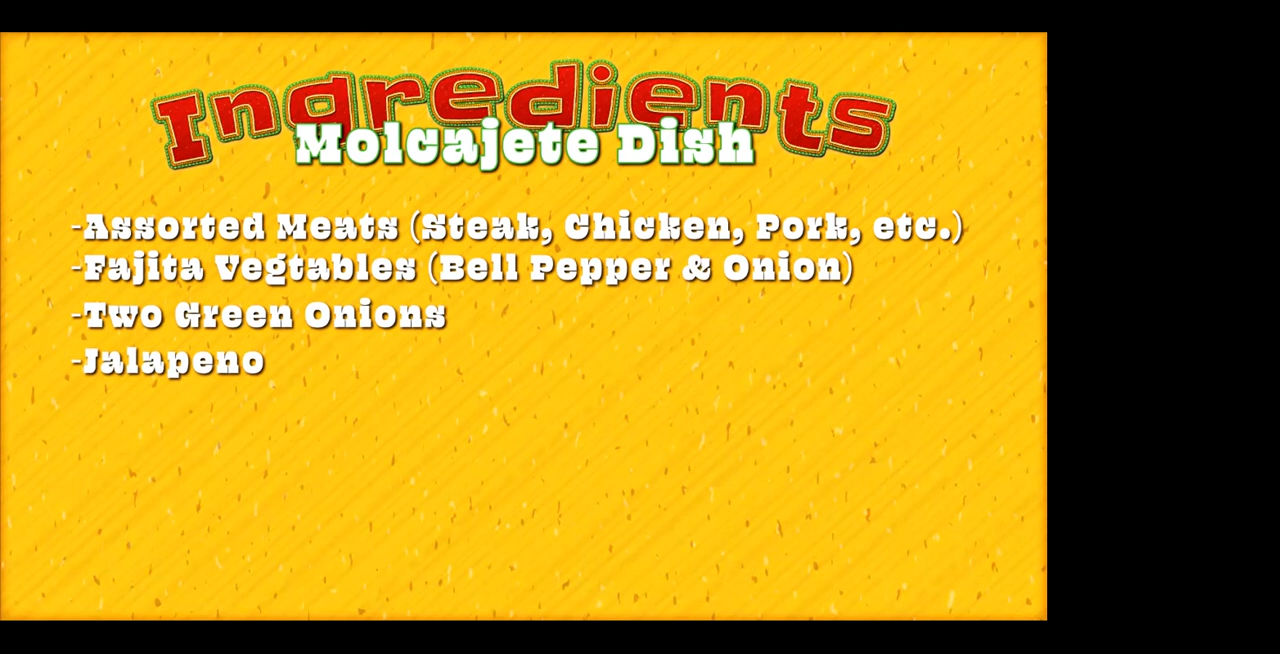 Ingredients
Molcajete Dish
-Assorted Meats (Steak, Chicken, Pork, etc.)
-Fajita Vegtables (Bell Pepper & Onion)
-Two Green Onions
-Jalapeno